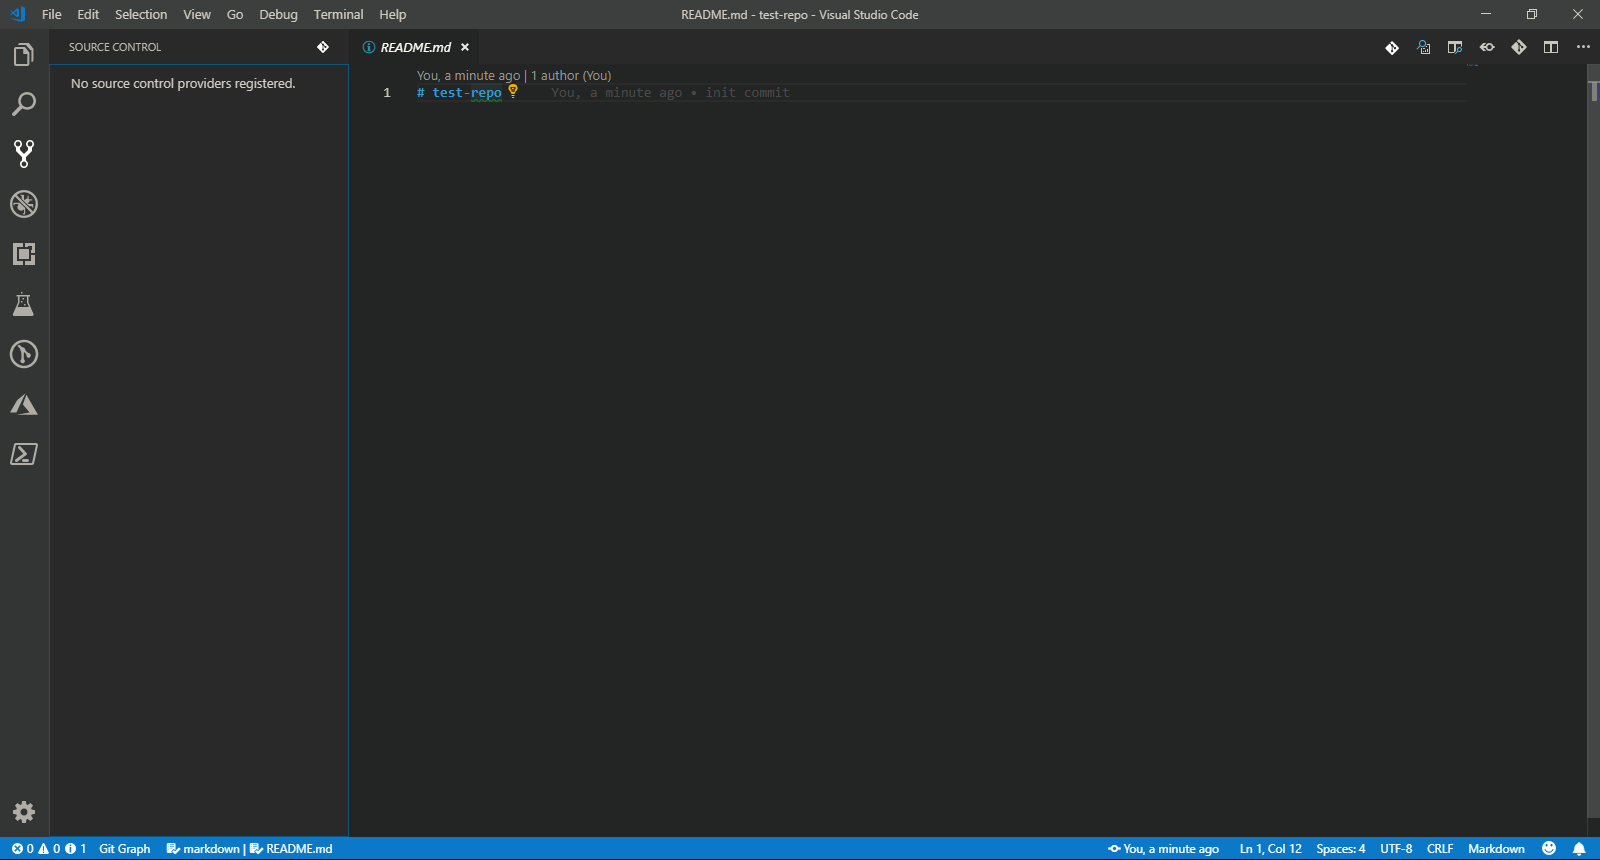 File Edit Selection View Go Debug Terminal Help
README.md - test-repo - Visual Studio Code
SOURCE CONTROL
README.md
No source control providers registered.
You, a minute ago | 1 author (You)
1 # test-repo You, a minute ago • init commit
0 0 1 Git Graph markdown | README.md
You, a minute ago Ln 1, Col 12 Spaces: 4 UTF-8 CRLF Markdown